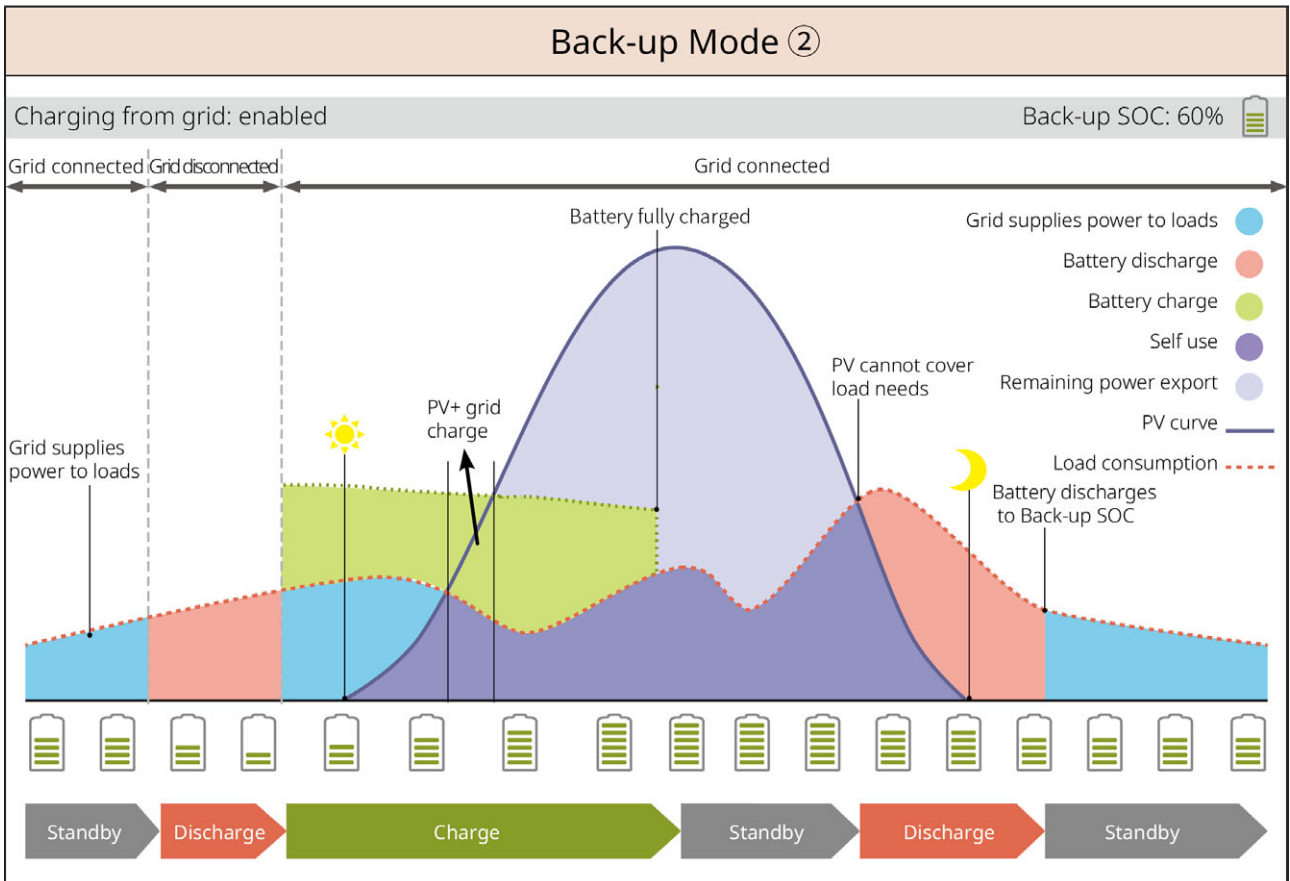 Back-up Mode ②
Charging from grid: enabled
Back-up SOC: 60%
Grid connected
Grid disconnected
Grid connected
Battery fully charged
Grid supplies power to loads
Battery discharge
Battery charge
Self use
Remaining power export
PV curve
Load consumption
Grid supplies
power to loads
PV+ grid
charge
PV cannot cover
load needs
Battery discharges
to Back-up SOC
Standby
Discharge
Charge
Standby
Discharge
Standby